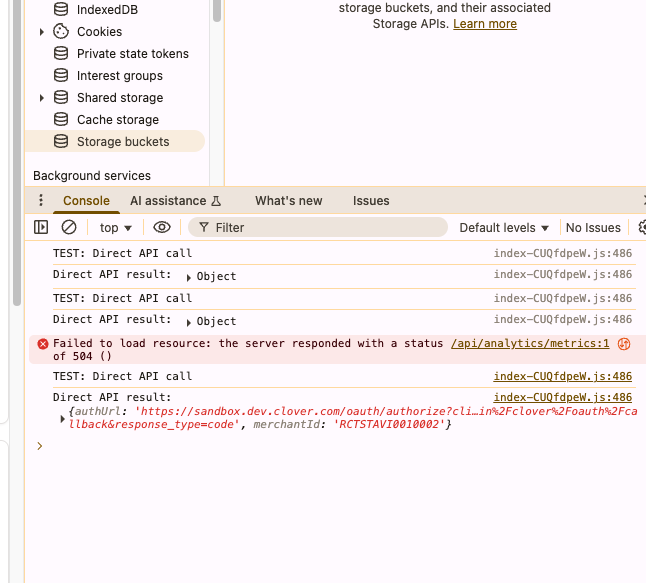 IndexedDB
storage buckets, and their associated
Storage APIs. Learn more
Cookies
Private state tokens
Interest groups
Shared storage
Cache storage
Storage buckets
Background services
Console AI assistance What's new Issues
top Filter Default levels No Issues
TEST: Direct API call index-CUQfdpeW.js:486
Direct API result: Object index-CUQfdpeW.js:486
TEST: Direct API call index-CUQfdpeW.js:486
Direct API result: Object index-CUQfdpeW.js:486
Failed to load resource: the server responded with a status /api/analytics/metrics:1
of 504 ()
TEST: Direct API call index-CUQfdpeW.js:486
Direct API result: index-CUQfdpeW.js:486
{authUrl: 'https://sandbox.dev.clover.com/oauth/authorize?cli…in%2Fclover%2Foauth%2Fca
llback&response_type=code', merchantId: 'RCTSTAVI0010002'}